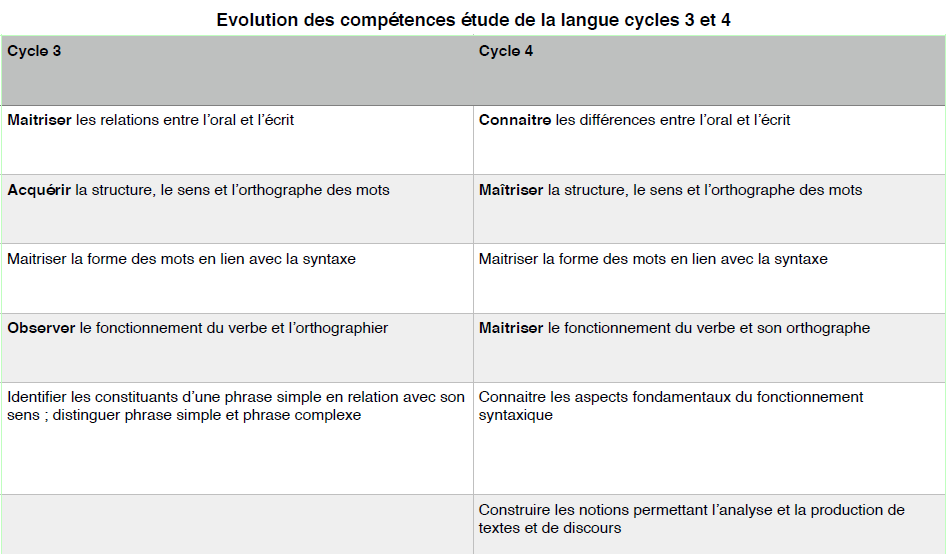 Evolution des compétences étude de la langue cycles 3 et 4
Cycle 3
Cycle 4
Maitriser les relations entre l'oral et l'écrit
Connaitre les différences entre l'oral et l'écrit
Acquérir la structure, le sens et l'orthographe des mots
Maîtriser la structure, le sens et l'orthographe des mots
Maitriser la forme des mots en lien avec la syntaxe
Maitriser la forme des mots en lien avec la syntaxe
Observer le fonctionnement du verbe et l'orthographier
Maitriser le fonctionnement du verbe et son orthographe
Identifier les constituants d'une phrase simple en relation avec son
sens ; distinguer phrase simple et phrase complexe
Connaitre les aspects fondamentaux du fonctionnement
syntaxique
Construire les notions permettant l'analyse et la production de
textes et de discours